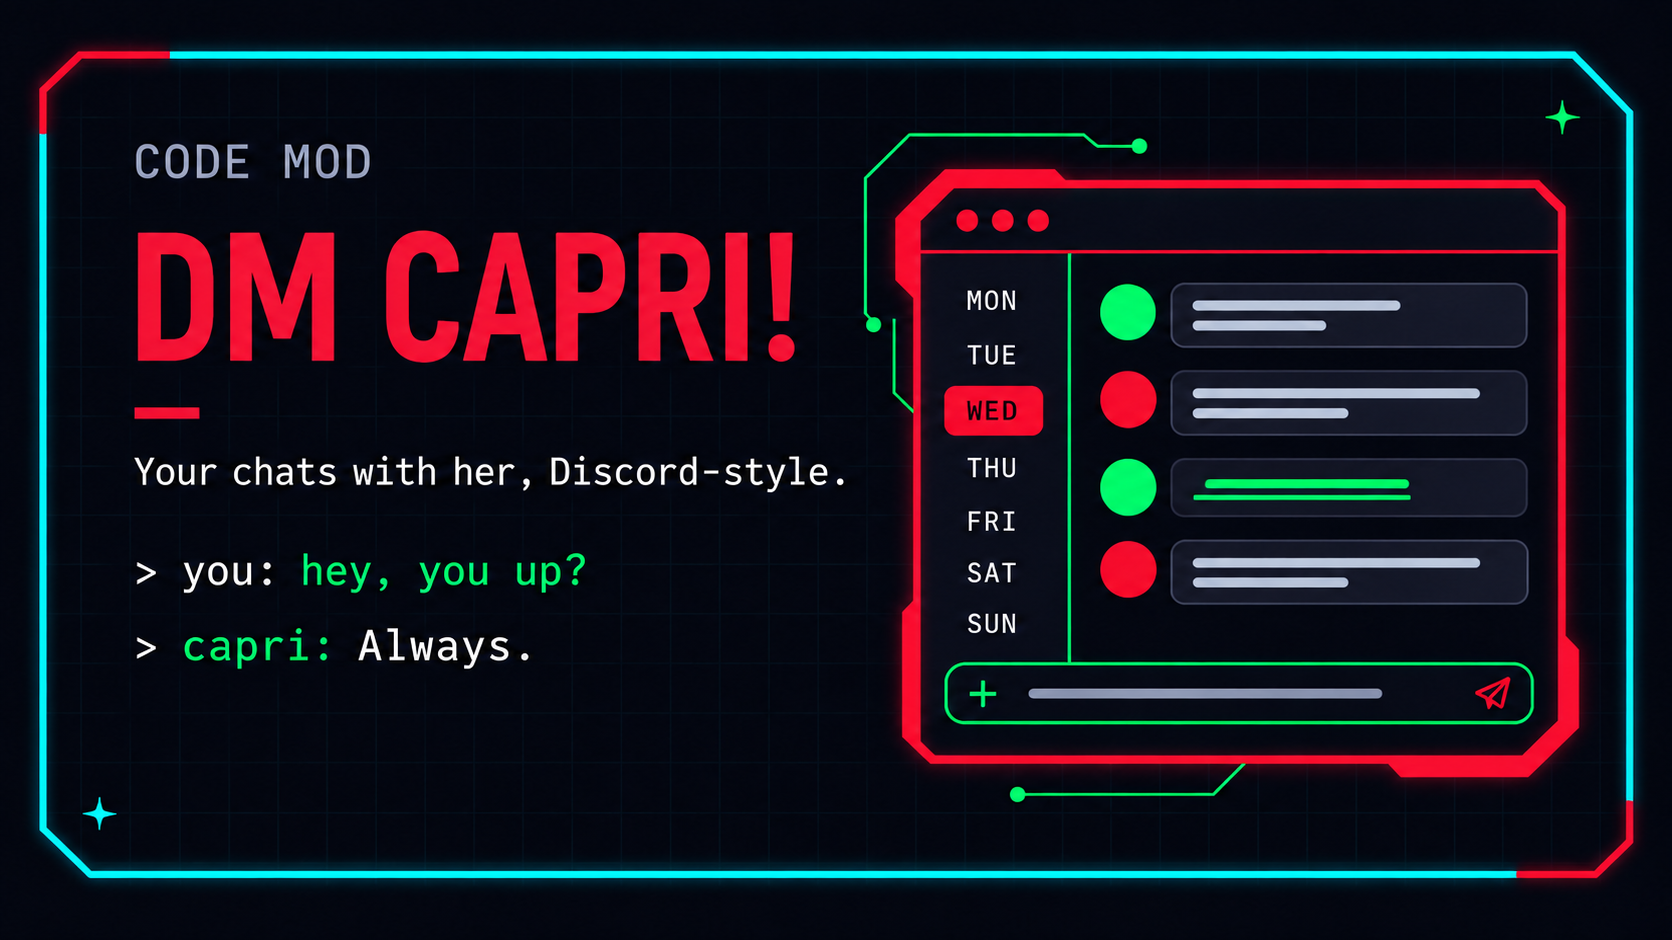 CODE MOD
DM CAPRI!
Your chats with her, Discord-style.
> you: hey, you up?
> capri: Always.
MON
TUE
WED
THU
FRI
SAT
SUN